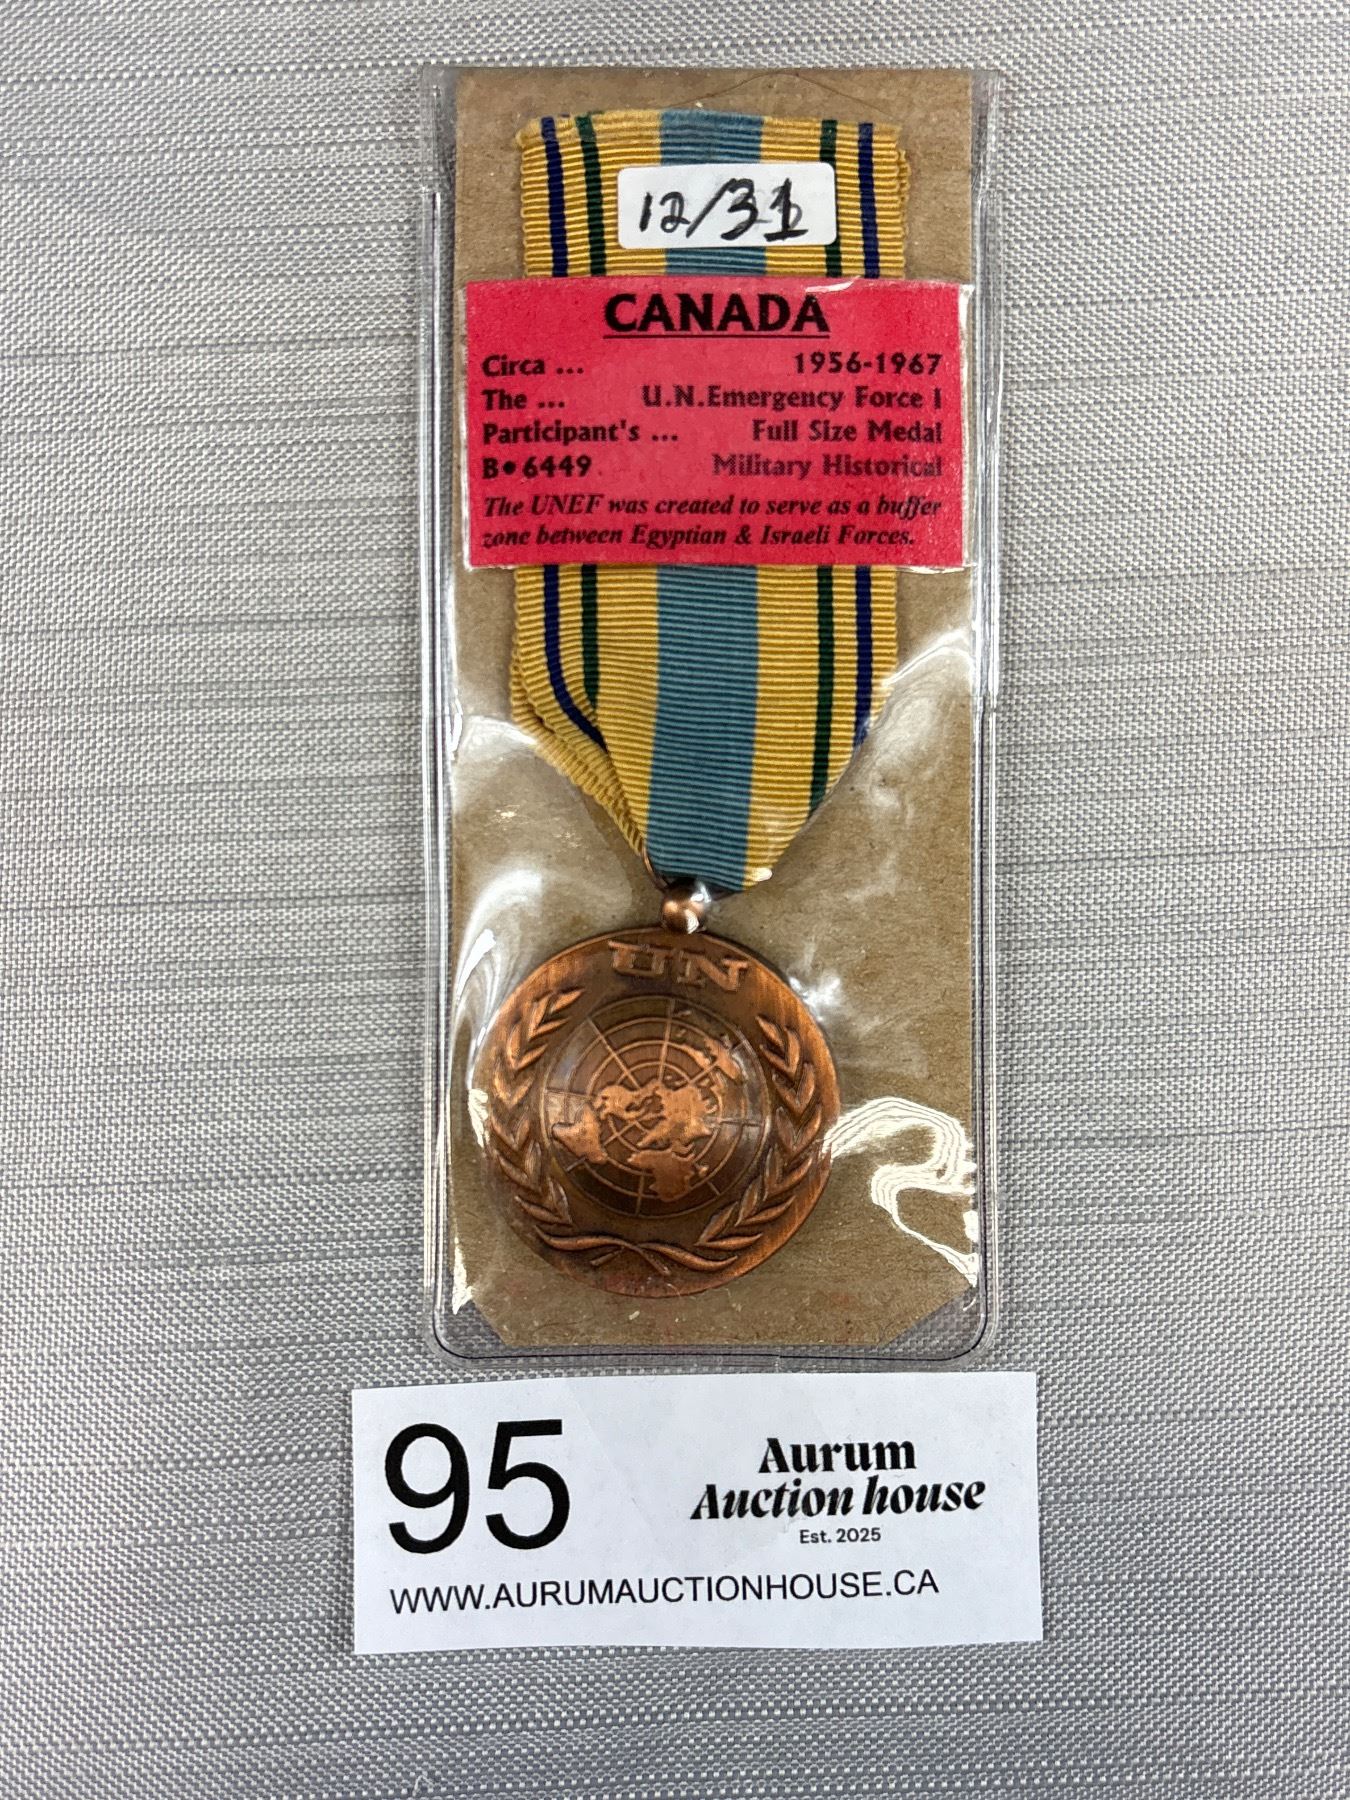 12/31
CANADA
Circa ... 1956-1967
The ... U.N.Emergency Force I
Participant's ... Full Size Medal
B•6449 Military Historical
The UNEF was created to serve as a buffer
zone between Egyptian & Israeli Forces.
UN
95
Aurum
Auction house
Est. 2025
WWW.AURUMAUCTIONHOUSE.CA